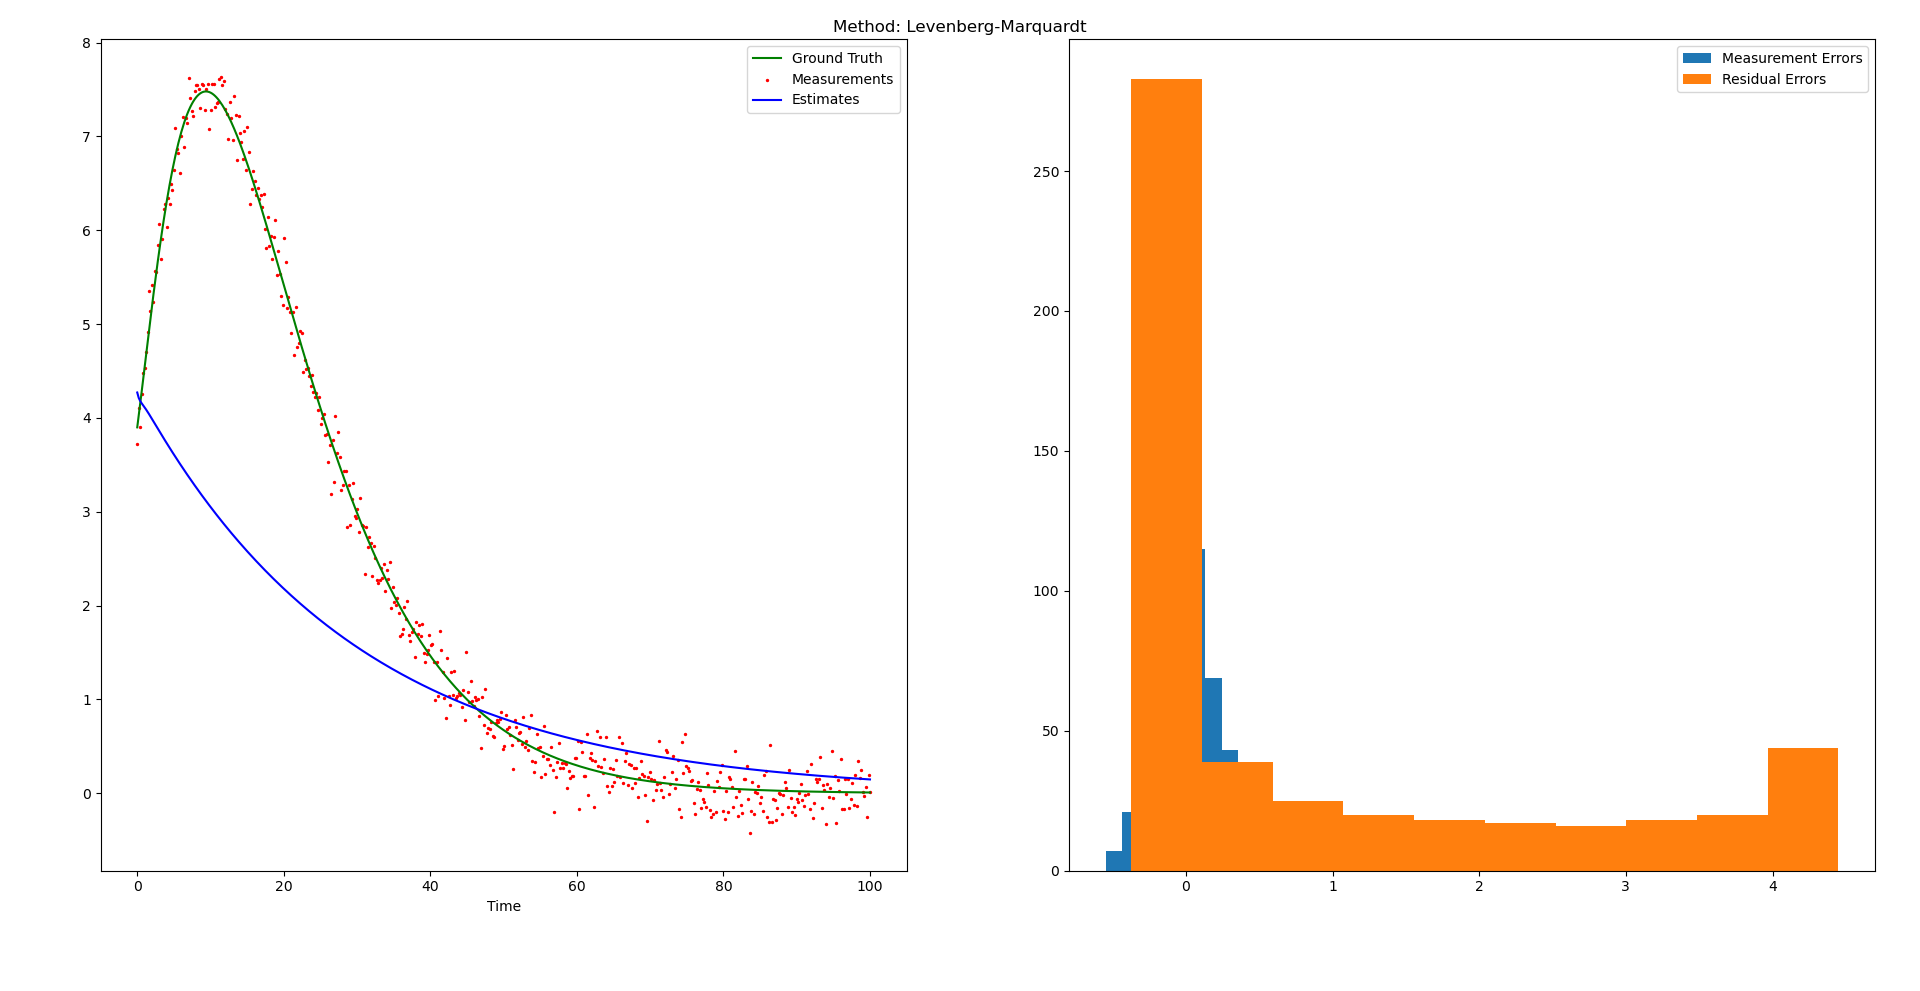 Method: Levenberg-Marquardt
Ground Truth
Measurements
Estimates
8
7
6
5
4
3
2
1
0
0 20 40 60 80 100
Time
Measurement Errors
Residual Errors
250
200
150
100
50
0
0 1 2 3 4